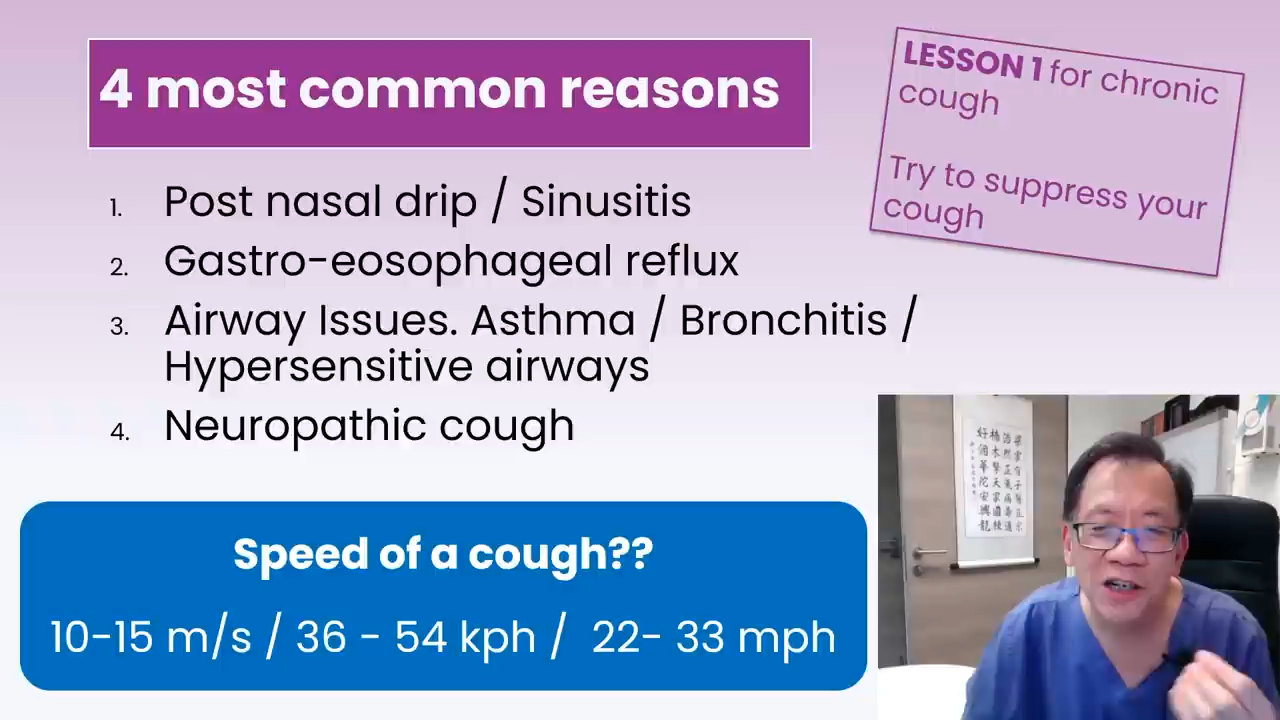 4 most common reasons
LESSON 1 for chronic
cough
Try to suppress your
cough
1. Post nasal drip / Sinusitis
2. Gastro-eosophageal reflux
3. Airway Issues. Asthma / Bronchitis /
Hypersensitive airways
4. Neuropathic cough
Speed of a cough??
10-15 m/s / 36 - 54 kph / 22- 33 mph